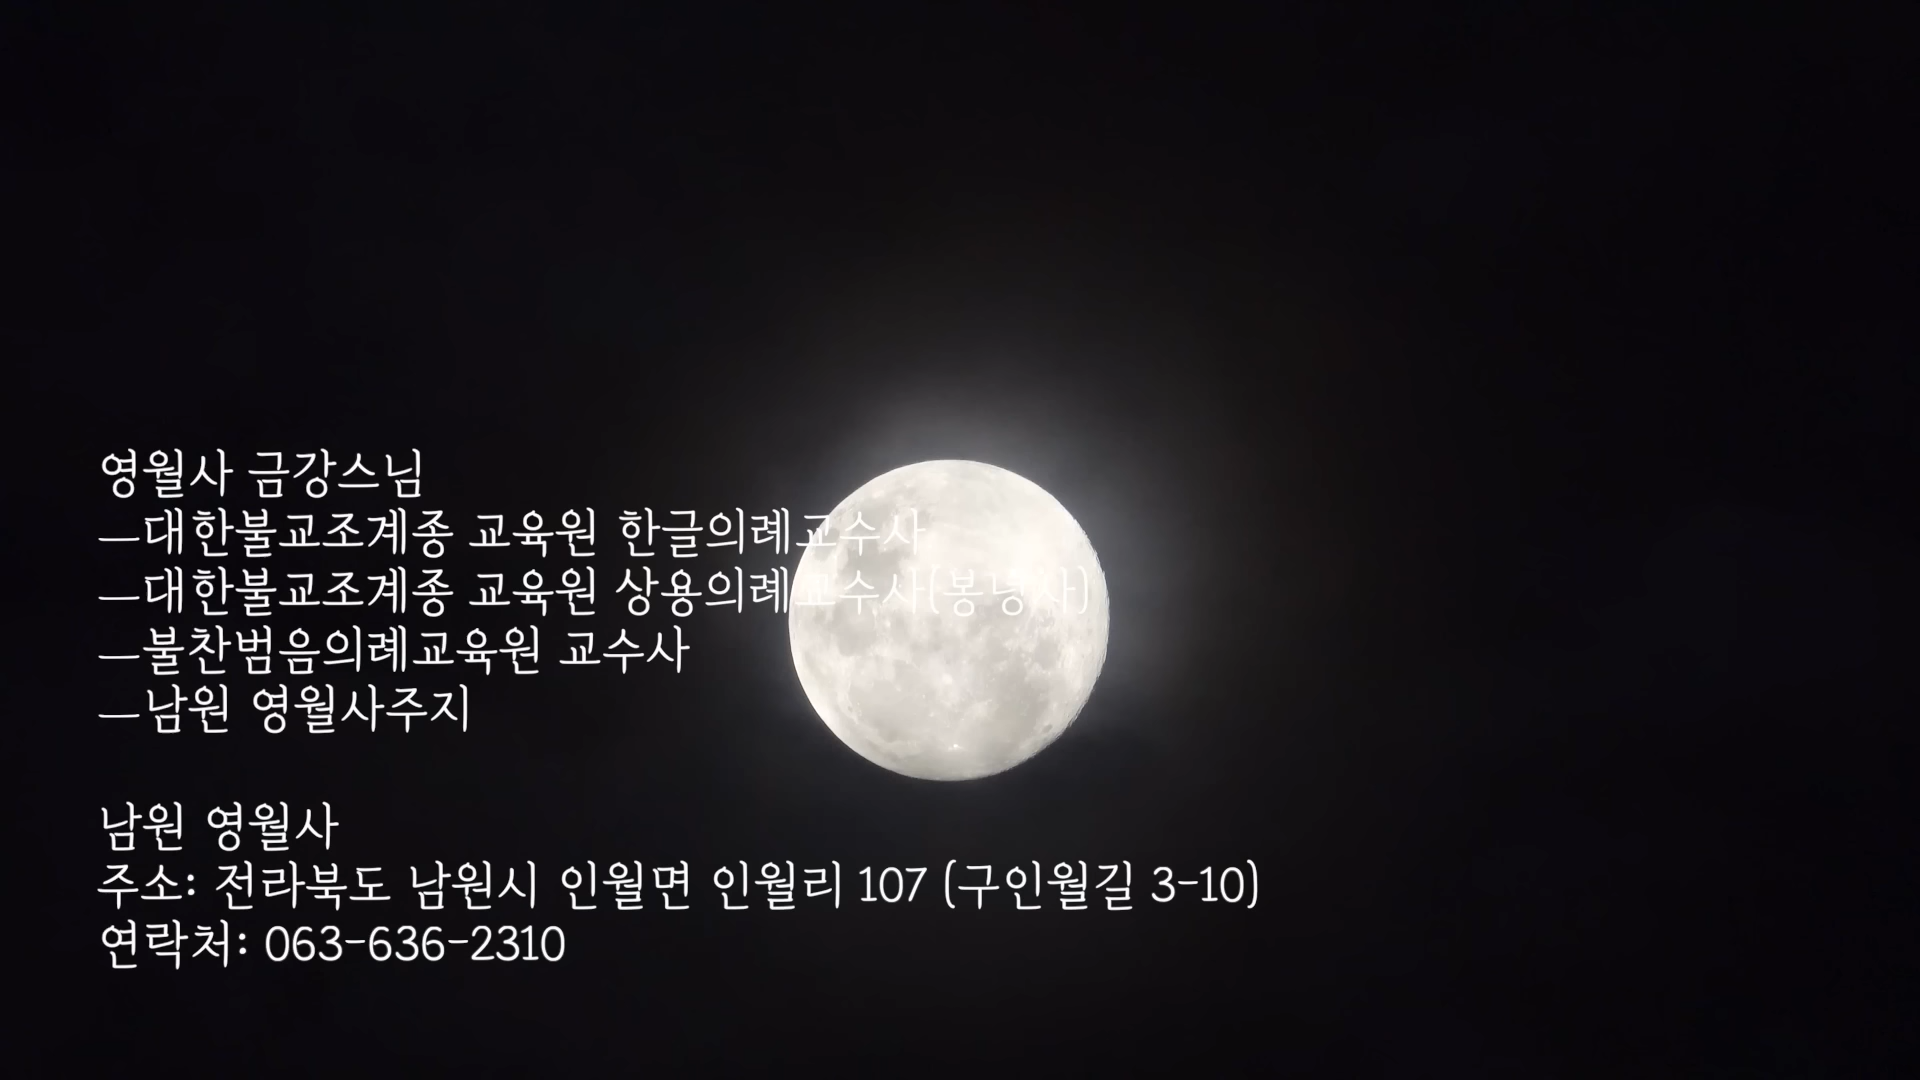 영월사 금강스님
—대한불교조계종 교육원 한글의례교수사
—대한불교조계종 교육원 상용의례교수사(봉녕사)
—불찬범음의례교육원 교수사
—남원 영월사주지
남원 영월사
주소: 전라북도 남원시 인월면 인월리 107 (구인월길 3-10)
연락처: 063-636-2310